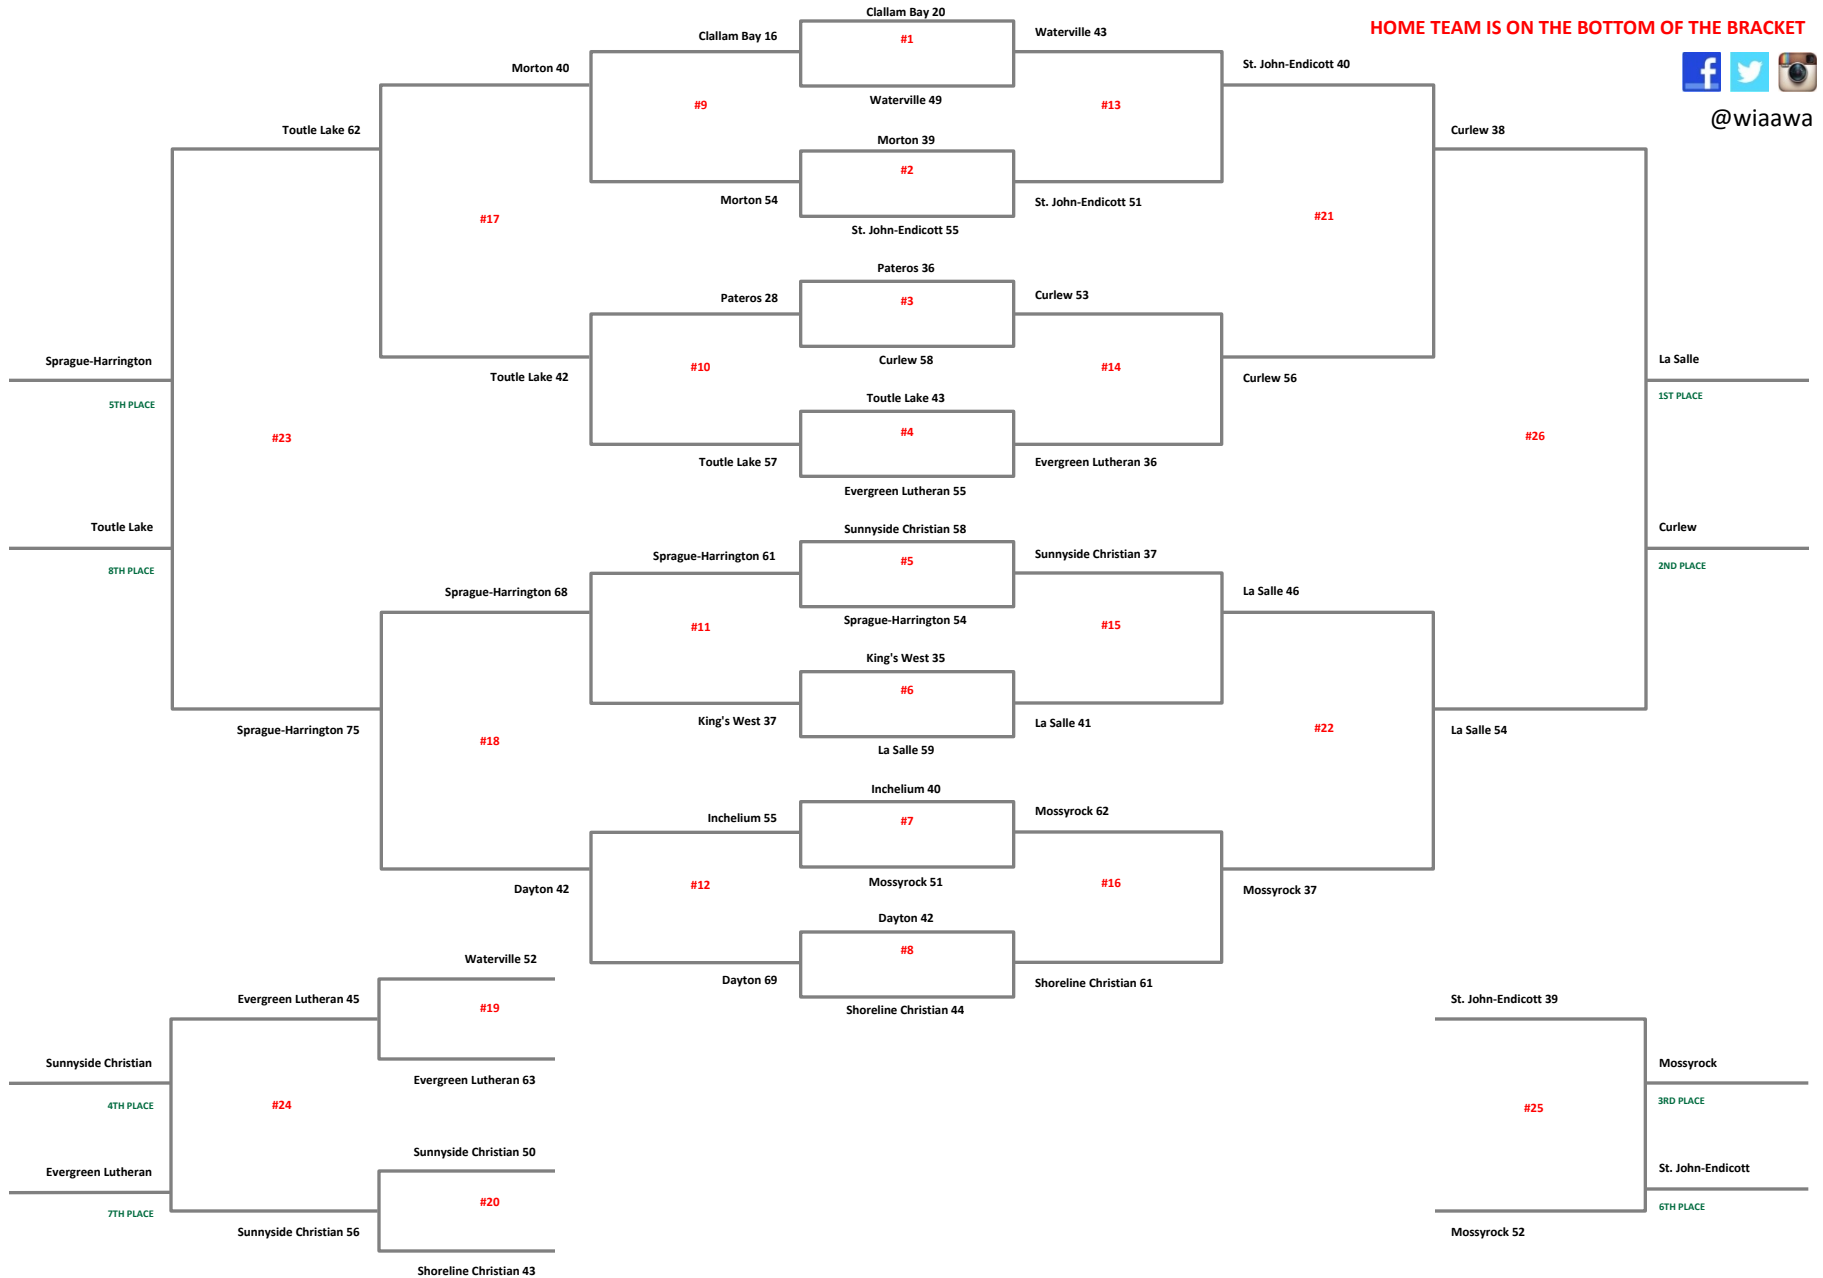 Clallam Bay 20
HOME TEAM IS ON THE BOTTOM OF THE BRACKET
Clallam Bay 16
#1
Waterville 43
Morton 40
St. John-Endicott 40
#9
Waterville 49
#13
@wiaawa
Toutle Lake 62
Morton 39
Curlew 38
#2
Morton 54
St. John-Endicott 51
#17
#21
St. John-Endicott 55
Pateros 36
Pateros 28
#3
Curlew 53
Sprague-Harrington
Curlew 58
La Salle
#10
#14
Toutle Lake 42
Curlew 56
5TH PLACE
Toutle Lake 43
1ST PLACE
#23
#4
#26
Toutle Lake 57
Evergreen Lutheran 36
Evergreen Lutheran 55
Toutle Lake
Sunnyside Christian 58
Curlew
Sprague-Harrington 61
#5
Sunnyside Christian 37
8TH PLACE
2ND PLACE
Sprague-Harrington 68
La Salle 46
#11
Sprague-Harrington 54
#15
King's West 35
#6
King's West 37
La Salle 41
Sprague-Harrington 75
#18
La Salle 59
#22
La Salle 54
Inchelium 40
Inchelium 55
#7
Mossyrock 62
Dayton 42
#12
Mossyrock 51
#16
Mossyrock 37
Dayton 42
#8
Waterville 52
Dayton 69
Shoreline Christian 61
Evergreen Lutheran 45
#19
Shoreline Christian 44
St. John-Endicott 39
Sunnyside Christian
Evergreen Lutheran 63
Mossyrock
4TH PLACE
#24
#25
3RD PLACE
Sunnyside Christian 50
Evergreen Lutheran
St. John-Endicott
7TH PLACE
#20
6TH PLACE
Sunnyside Christian 56
Mossyrock 52
Shoreline Christian 43